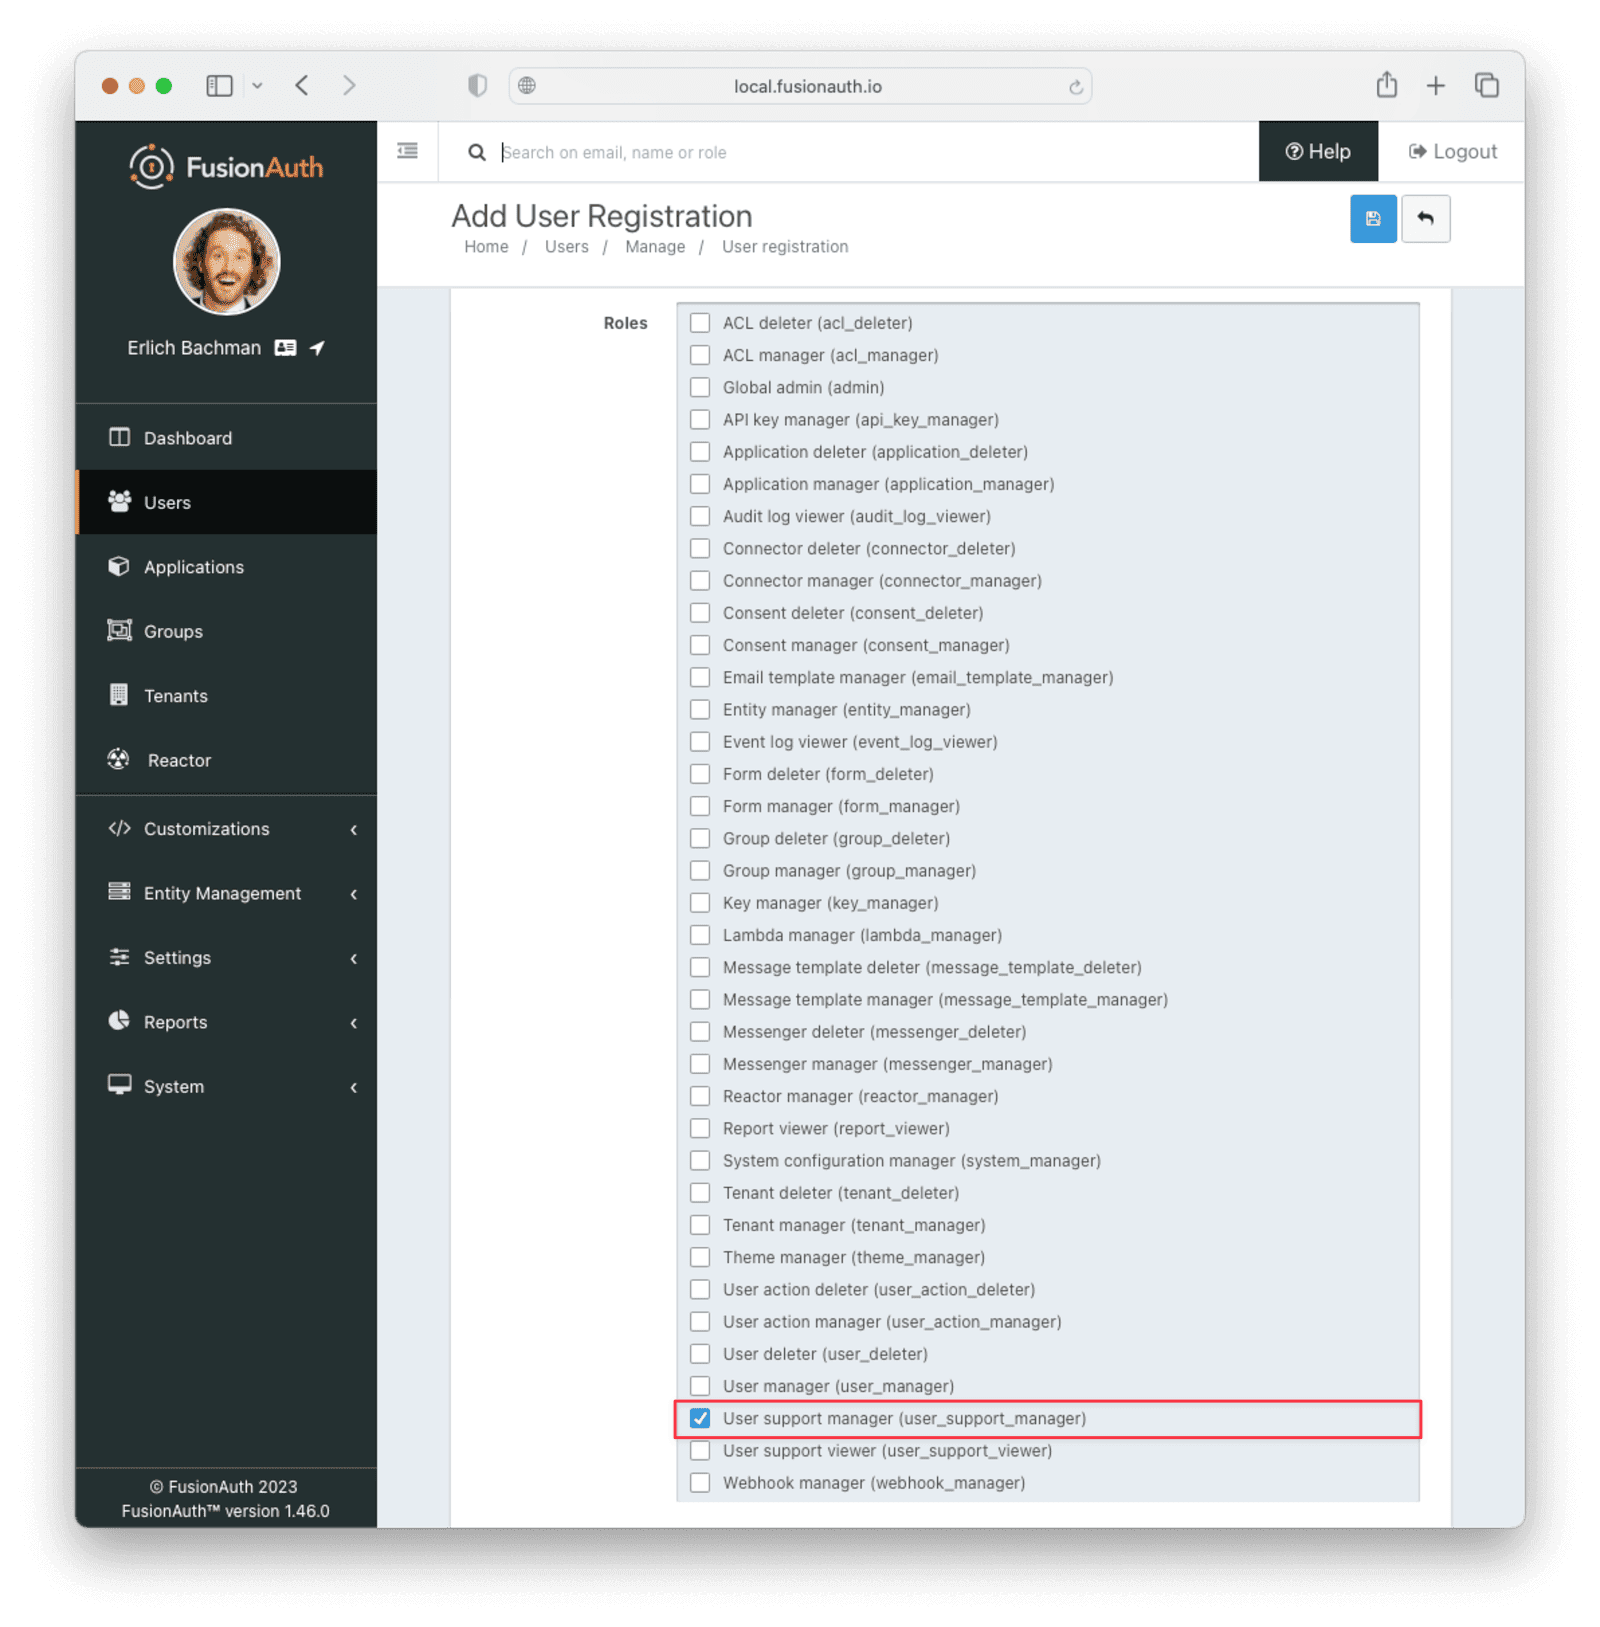 local.fusionauth.io
FusionAuth
Search on email, name or role
Help
Logout
Erlich Bachman
Add User Registration
Home / Users / Manage / User registration
Dashboard
Users
Applications
Groups
Tenants
Reactor
Customizations
Entity Management
Settings
Reports
System
Roles
ACL deleter (acl_deleter)
ACL manager (acl_manager)
Global admin (admin)
API key manager (api_key_manager)
Application deleter (application_deleter)
Application manager (application_manager)
Audit log viewer (audit_log_viewer)
Connector deleter (connector_deleter)
Connector manager (connector_manager)
Consent deleter (consent_deleter)
Consent manager (consent_manager)
Email template manager (email_template_manager)
Entity manager (entity_manager)
Event log viewer (event_log_viewer)
Form deleter (form_deleter)
Form manager (form_manager)
Group deleter (group_deleter)
Group manager (group_manager)
Key manager (key_manager)
Lambda manager (lambda_manager)
Message template deleter (message_template_deleter)
Message template manager (message_template_manager)
Messenger deleter (messenger_deleter)
Messenger manager (messenger_manager)
Reactor manager (reactor_manager)
Report viewer (report_viewer)
System configuration manager (system_manager)
Tenant deleter (tenant_deleter)
Tenant manager (tenant_manager)
Theme manager (theme_manager)
User action deleter (user_action_deleter)
User action manager (user_action_manager)
User deleter (user_deleter)
User manager (user_manager)
User support manager (user_support_manager)
User support viewer (user_support_viewer)
Webhook manager (webhook_manager)
© FusionAuth 2023
FusionAuth™ version 1.46.0